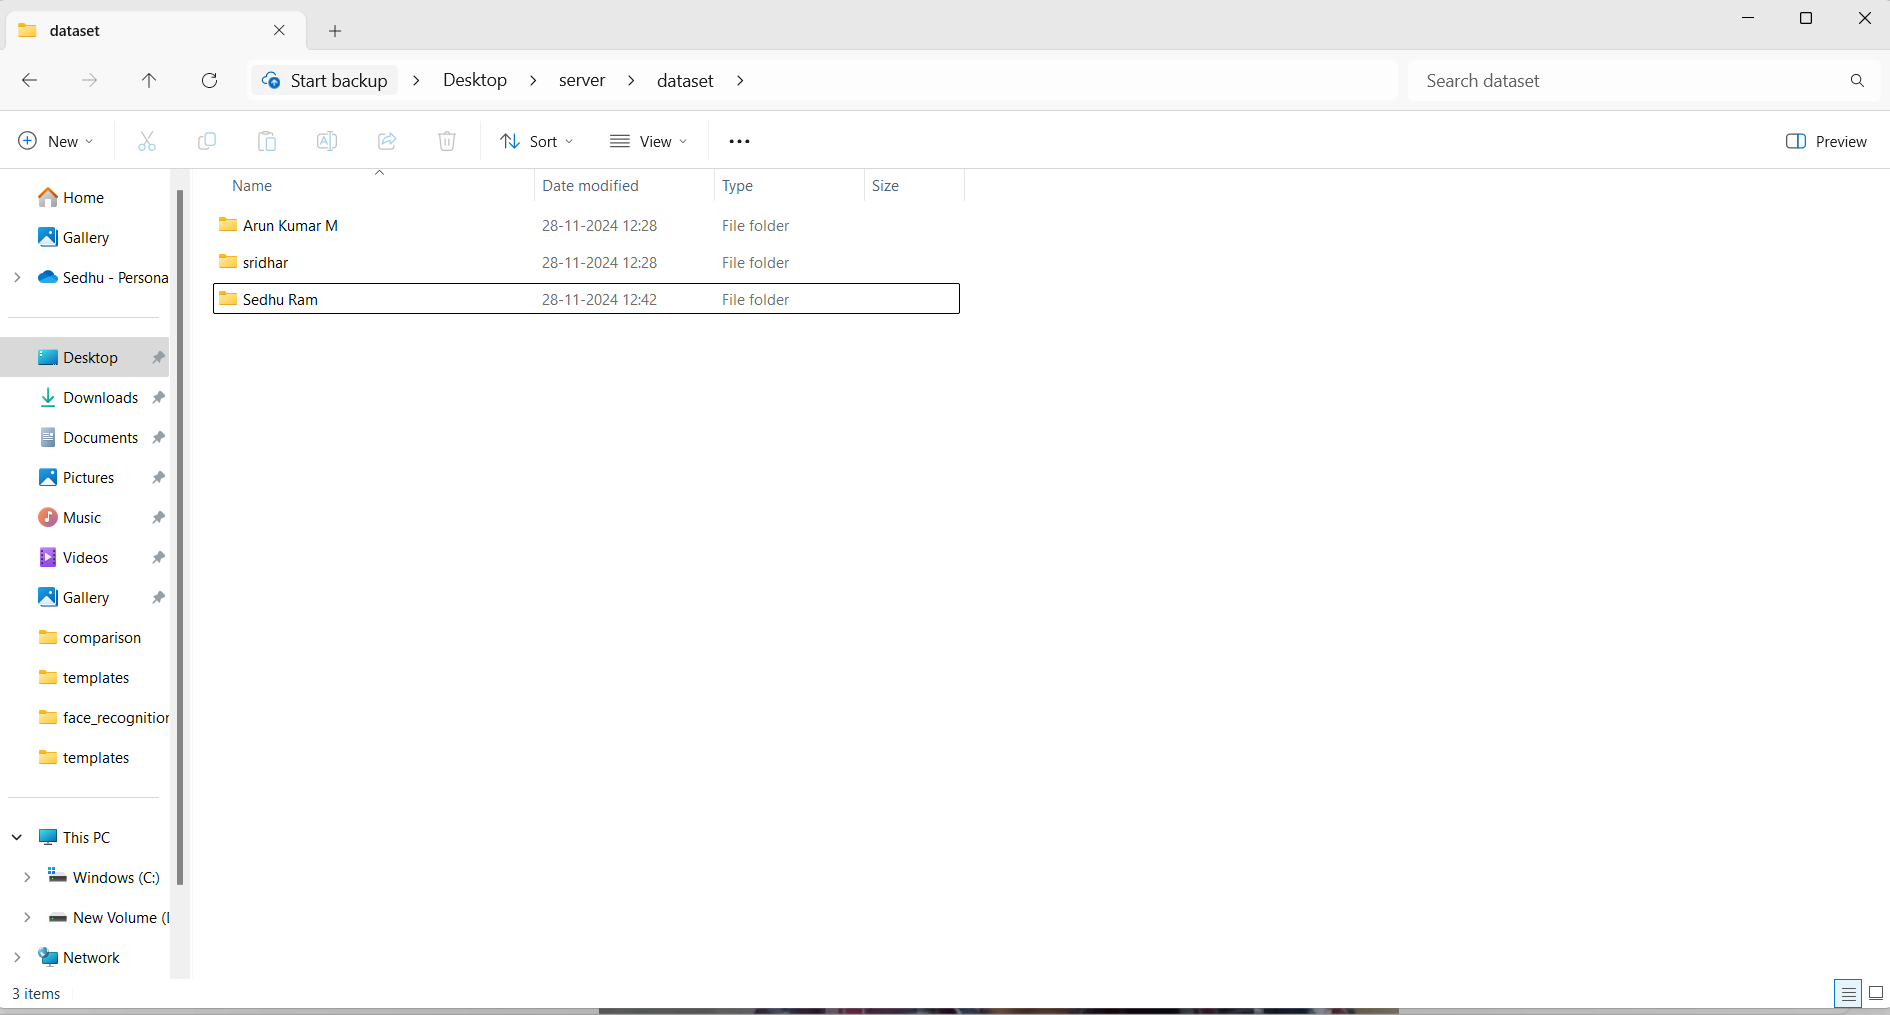 dataset
Start backup > Desktop > server > dataset >
Search dataset
New
Sort
View
Preview
Name Date modified Type Size
Arun Kumar M 28-11-2024 12:28 File folder
sridhar 28-11-2024 12:28 File folder
Sedhu Ram 28-11-2024 12:42 File folder
Home
Gallery
Sedhu - Persona
Desktop
Downloads
Documents
Pictures
Music
Videos
Gallery
comparison
templates
face_recognition
templates
This PC
Windows (C:)
New Volume (
Network
3 items